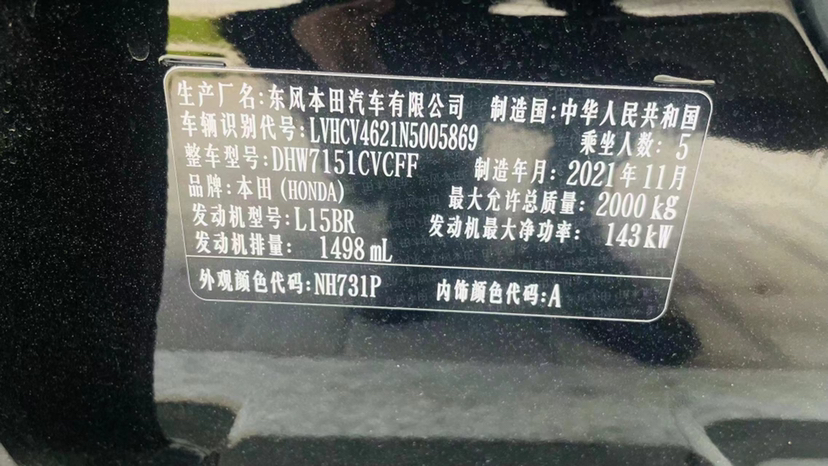 生产厂名:东风本田汽车有限公司 制造国:中华人民共和国
车辆识别代号:LVHCV4621N5005869 乘坐人数:5
整车型号:DHW7151CVCFF 制造年月:2021年11月
品牌:本田(HONDA) 最大允许总质量:2000kg
发动机型号:L15BR 发动机最大净功率:143kW
发动机排量:1498mL
外观颜色代码:NH731P 内饰颜色代码:A